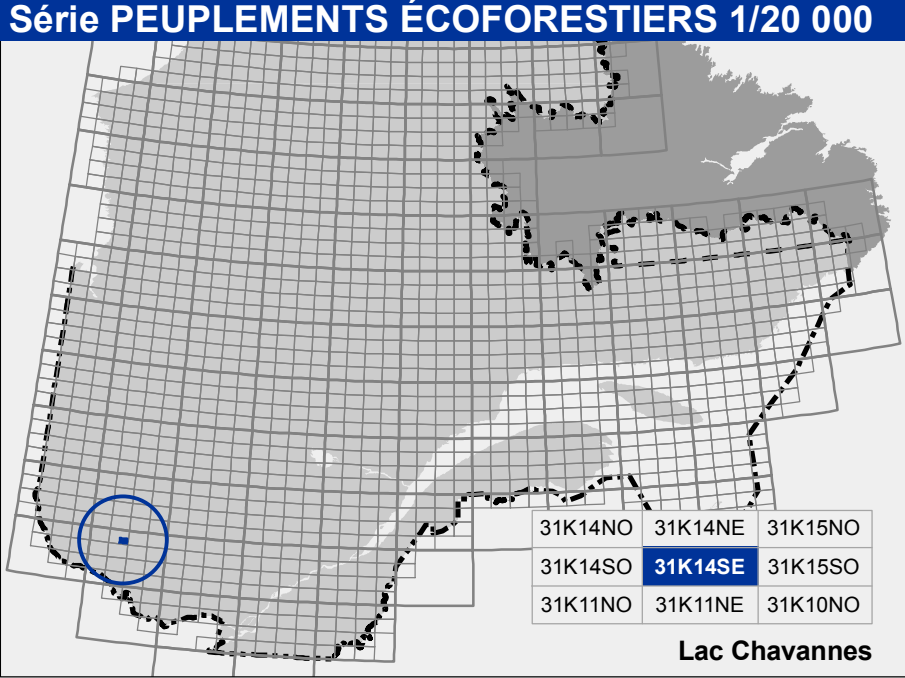 Série PEUPLEMENTS ÉCOFORESTIERS 1/20 000
31K14NO 31K14NE 31K15NO
31K14SO 31K14SE 31K15SO
31K11NO 31K11NE 31K10NO
Lac Chavannes